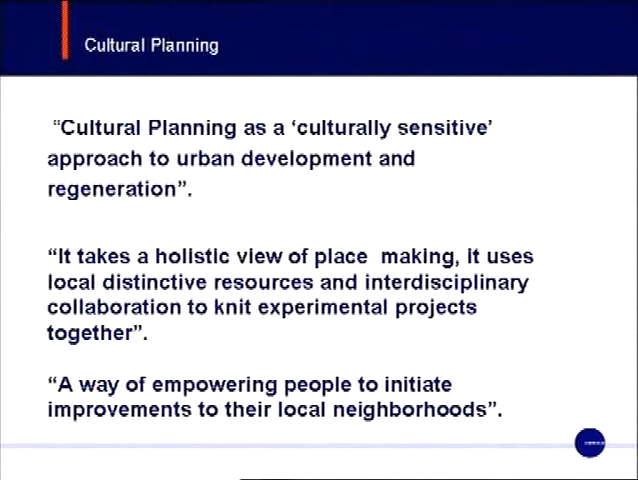 Cultural Planning
“Cultural Planning as a ‘culturally sensitive’
approach to urban development and
regeneration”.
“It takes a holistic view of place making, it uses
local distinctive resources and interdisciplinary
collaboration to knit experimental projects
together”.
“A way of empowering people to initiate
improvements to their local neighborhoods”.